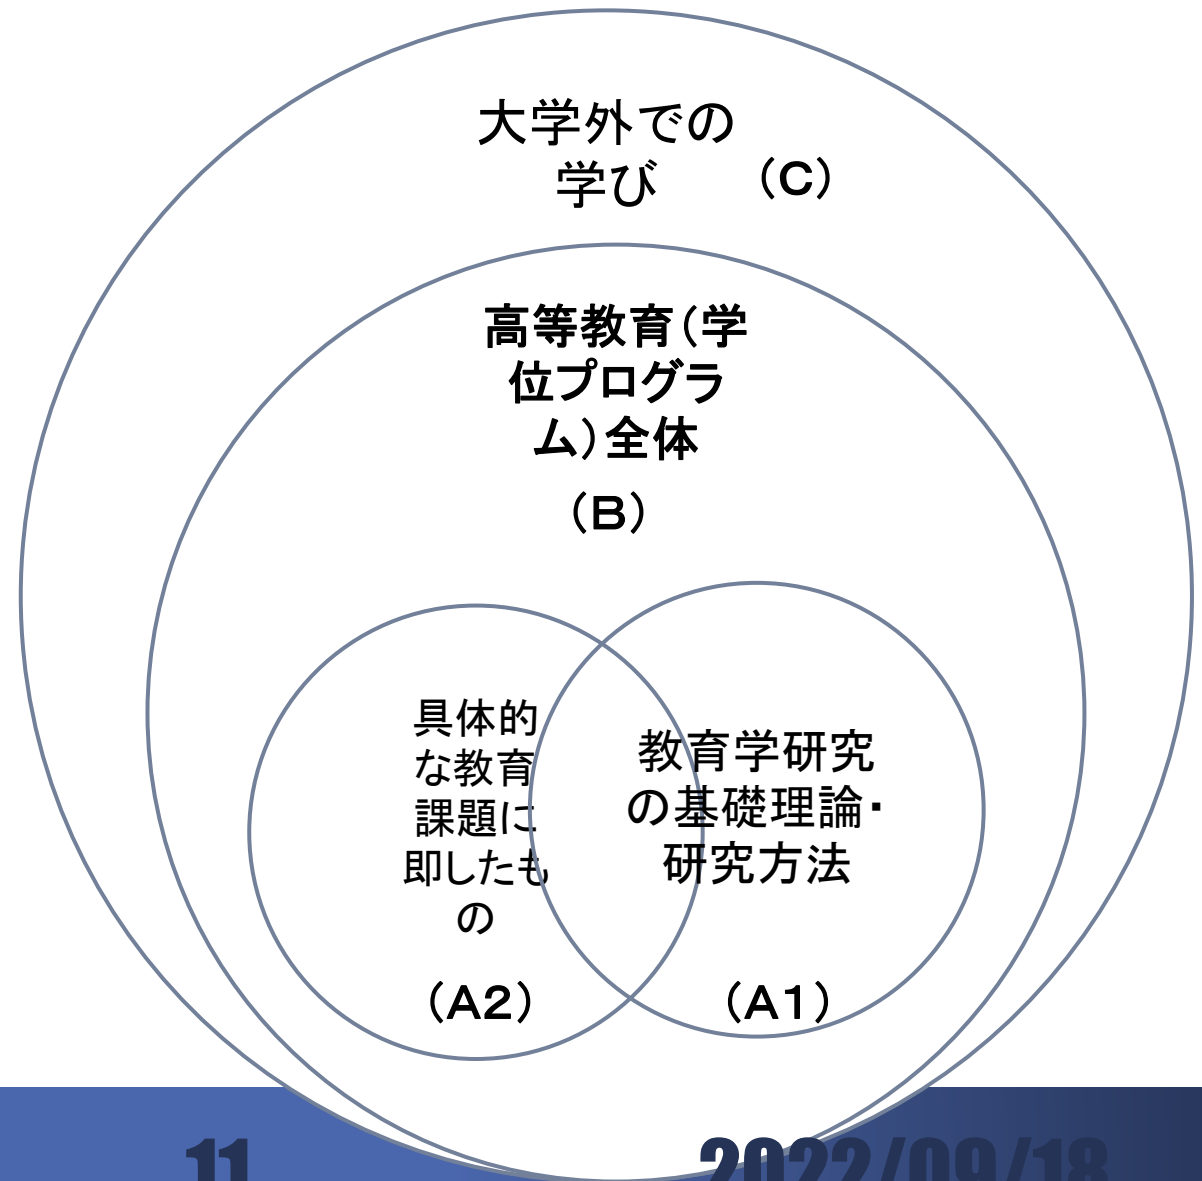 大学外での
学び （C）
高等教育（学
位プログラ
ム）全体
（B）
具体的
な教育
課題に
即したも
の
（A2）
教育学研究
の基礎理論・
研究方法
（A1）
11
2022/09/18